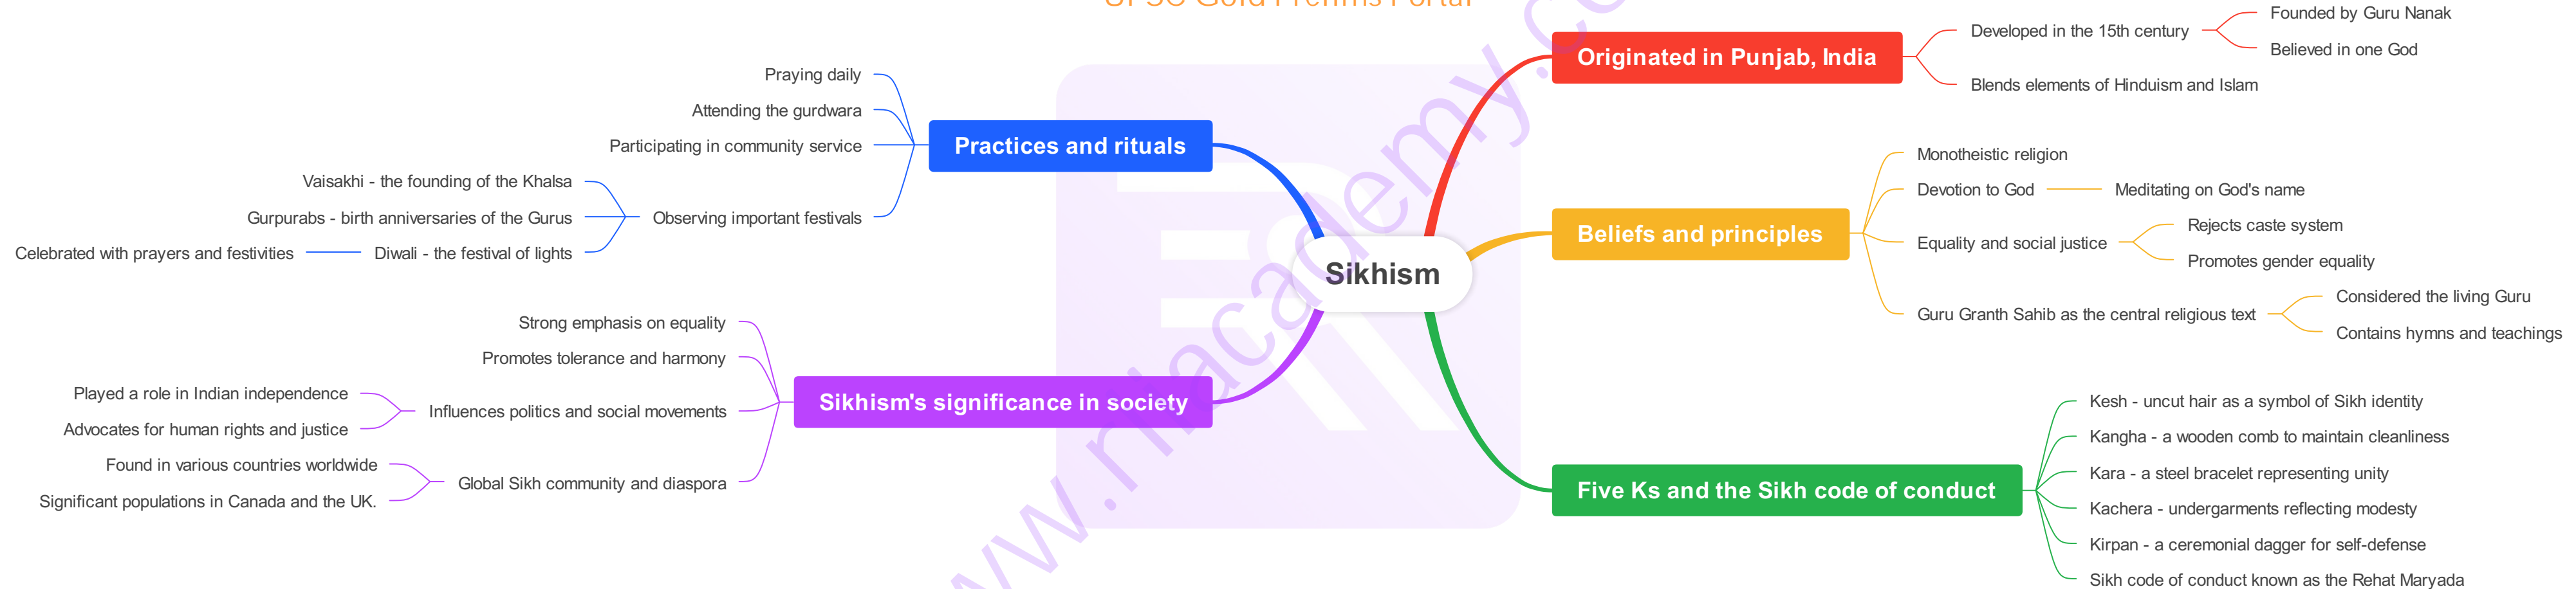 UPSC Gold Prelims Portal
Sikhism
Originated in Punjab, India
Developed in the 15th century
Founded by Guru Nanak
Believed in one God
Blends elements of Hinduism and Islam
Beliefs and principles
Monotheistic religion
Devotion to God
Meditating on God's name
Equality and social justice
Rejects caste system
Promotes gender equality
Guru Granth Sahib as the central religious text
Considered the living Guru
Contains hymns and teachings
Five Ks and the Sikh code of conduct
Kesh - uncut hair as a symbol of Sikh identity
Kangha - a wooden comb to maintain cleanliness
Kara - a steel bracelet representing unity
Kachera - undergarments reflecting modesty
Kirpan - a ceremonial dagger for self-defense
Sikh code of conduct known as the Rehat Maryada
Practices and rituals
Praying daily
Attending the gurdwara
Participating in community service
Observing important festivals
Vaisakhi - the founding of the Khalsa
Gurpurabs - birth anniversaries of the Gurus
Diwali - the festival of lights
Celebrated with prayers and festivities
Sikhism's significance in society
Strong emphasis on equality
Promotes tolerance and harmony
Influences politics and social movements
Played a role in Indian independence
Advocates for human rights and justice
Global Sikh community and diaspora
Found in various countries worldwide
Significant populations in Canada and the UK.